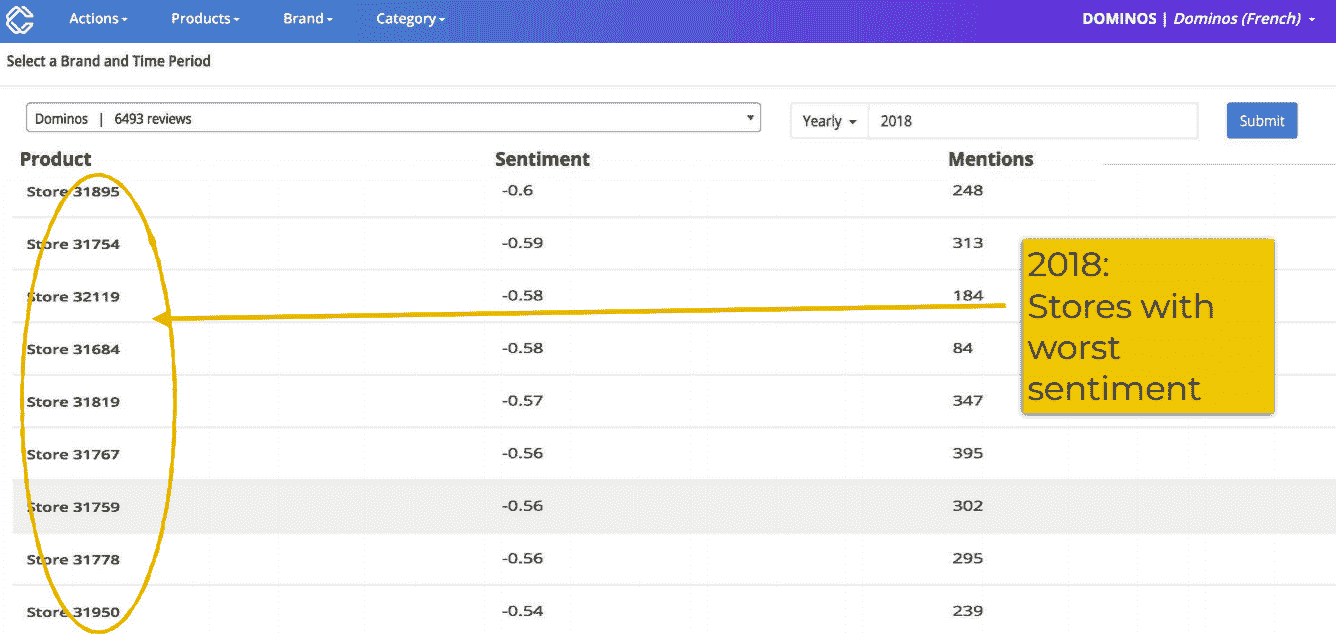 Actions Products Brand Category DOMINOS | Dominos (French)
Select a Brand and Time Period
Dominos | 6493 reviews Yearly 2018 Submit
Product Sentiment Mentions
Store 31895 -0.6 248
Store 31754 -0.59 313
Store 32119 -0.58 184
Store 31684 -0.58 84
Store 31819 -0.57 347
Store 31767 -0.56 395
Store 31759 -0.56 302
Store 31778 -0.56 295
Store 31950 -0.54 239
2018:
Stores with
worst
sentiment